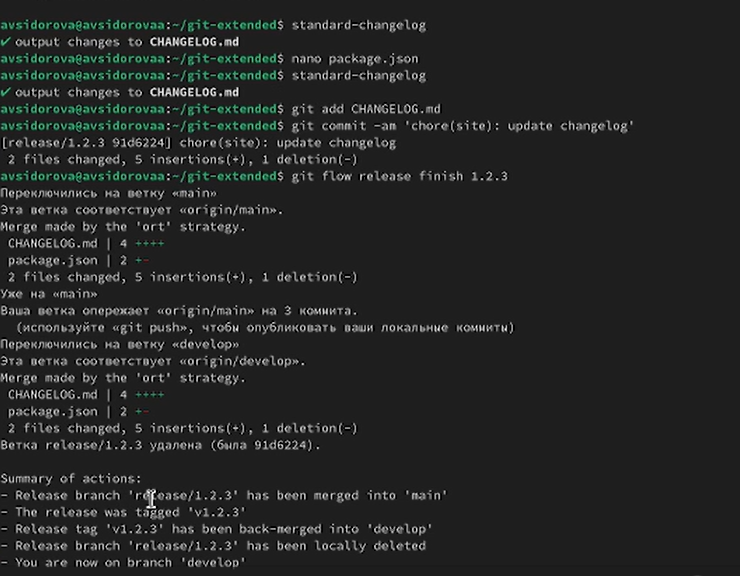 avsidorova@avsidorovaa:~/git-extended$ standard-changelog
✔ output changes to CHANGELOG.md
avsidorova@avsidorovaa:~/git-extended$ nano package.json
avsidorova@avsidorovaa:~/git-extended$ standard-changelog
✔ output changes to CHANGELOG.md
avsidorova@avsidorovaa:~/git-extended$ git add CHANGELOG.md
avsidorova@avsidorovaa:~/git-extended$ git commit -am 'chore(site): update changelog'
[release/1.2.3 91d6224] chore(site): update changelog
 2 files changed, 5 insertions(+), 1 deletion(-)
avsidorova@avsidorovaa:~/git-extended$ git flow release finish 1.2.3
Переключились на ветку «main»
Эта ветка соответствует «origin/main».
Merge made by the 'ort' strategy.
 CHANGELOG.md | 4 ++++
 package.json | 2 +-
 2 files changed, 5 insertions(+), 1 deletion(-)
Уже на «main»
Ваша ветка опережает «origin/main» на 3 коммита.
  (используйте «git push», чтобы опубликовать ваши локальные коммиты)
Переключились на ветку «develop»
Эта ветка соответствует «origin/develop».
Merge made by the 'ort' strategy.
 CHANGELOG.md | 4 ++++
 package.json | 2 +-
 2 files changed, 5 insertions(+), 1 deletion(-)
Ветка release/1.2.3 удалена (была 91d6224).
Summary of actions:
- Release branch 'release/1.2.3' has been merged into 'main'
- The release was tagged 'v1.2.3'
- Release tag 'v1.2.3' has been back-merged into 'develop'
- Release branch 'release/1.2.3' has been locally deleted
- You are now on branch 'develop'